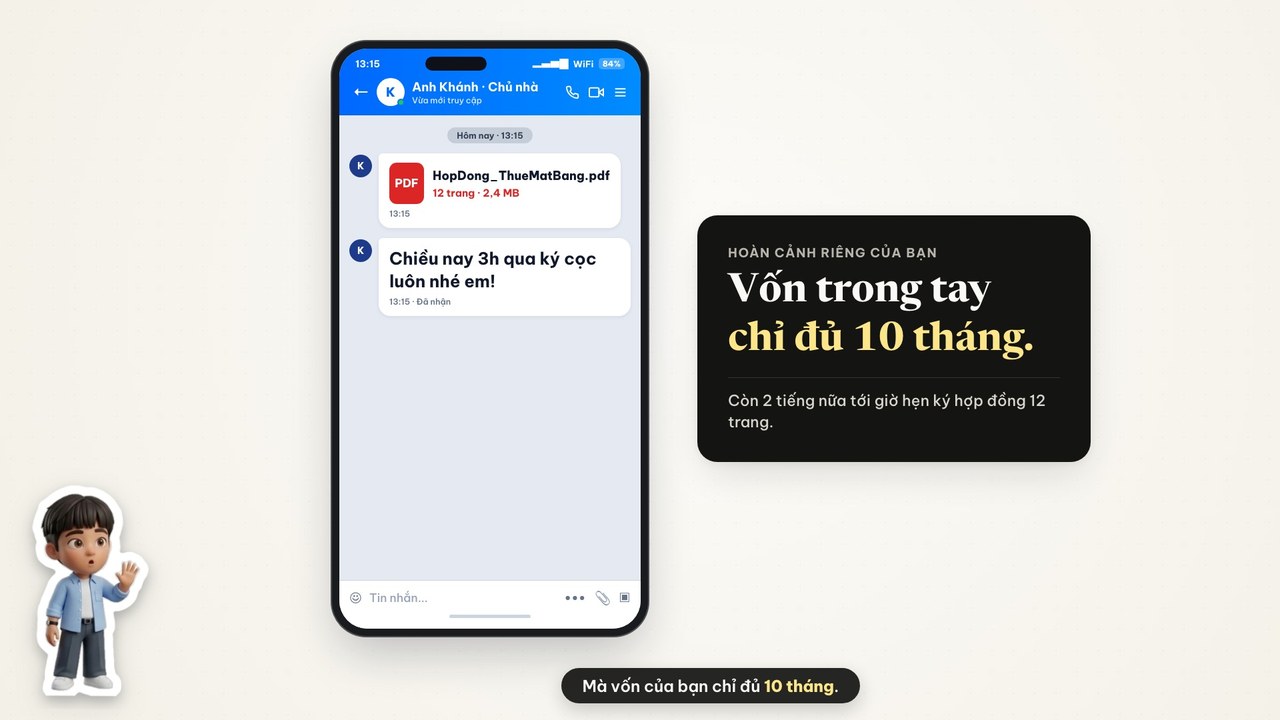 13:15
WiFi 84%
K
Anh Khánh · Chủ nhà
Vừa mới truy cập
Hôm nay · 13:15
K
PDF
HopDong_ThueMatBang.pdf
12 trang · 2,4 MB
13:15
K
Chiều nay 3h qua ký cọc
luôn nhé em!
13:15 · Đã nhận
Tin nhắn...
HOÀN CẢNH RIÊNG CỦA BẠN
Vốn trong tay
chỉ đủ 10 tháng.
Còn 2 tiếng nữa tới giờ hẹn ký hợp đồng 12
trang.
Mà vốn của bạn chỉ đủ 10 tháng.